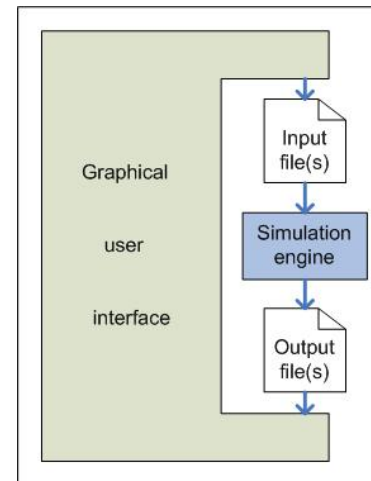 Graphical
user
interface
Input
file(s)
Simulation
engine
Output
file(s)